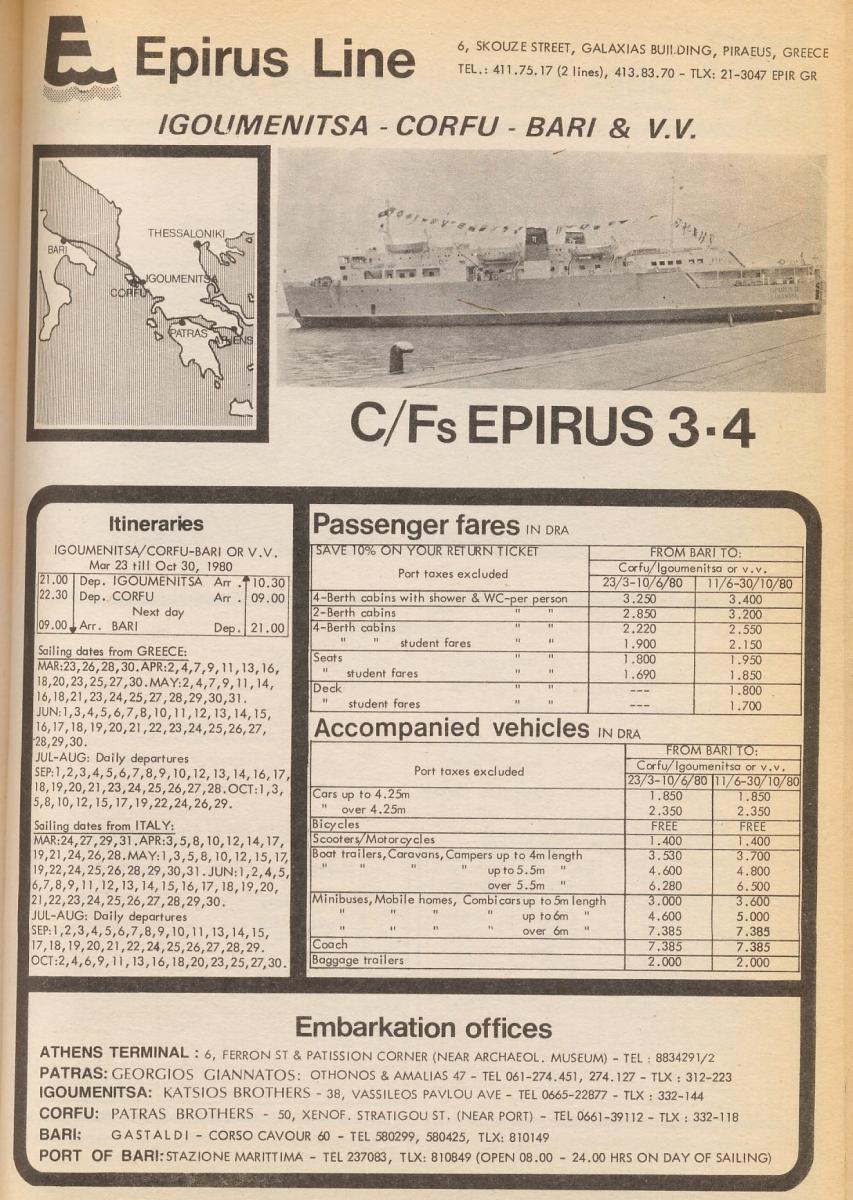 Epirus Line
6, SKOUZE STREET, GALAXIAS BUILDING, PIRAEUS, GREECE
TEL.: 411.75.17 (2 lines), 413.83.70 - TLX: 21-3047 EPIR GR
IGOUMENITSA - CORFU - BARI & V.V.
BARI
THESSALONIKI
IGOUMENITSA
CORFU
PATRAS
ATHENS
C/Fs EPIRUS 3·4
Itineraries
IGOUMENITSA/CORFU-BARI OR V.V.
Mar 23 till Oct 30, 1980
21.00 Dep. IGOUMENITSA Arr. 10.30
22.30 Dep. CORFU Arr. 09.00
Next day
09.00 Arr. BARI Dep. 21.00
Sailing dates from GREECE:
MAR:23,26,28,30.APR:2,4,7,9,11,13,16,
18,20,23,25,27,30.MAY:2,4,7,9,11,14,
16,18,21,23,24,25,27,28,29,30,31.
JUN:1,3,4,5,6,7,8,10,11,12,13,14,15,
16,17,18,19,20,21,22,23,24,25,26,27,
28,29,30.
JUL-AUG: Daily departures
SEP:1,2,3,4,5,6,7,8,9,10,12,13,14,16,17,
18,19,20,21,23,24,25,26,27,28.OCT:1,3,
5,8,10,12,15,17,19,22,24,26,29.
Sailing dates from ITALY:
MAR:24,27,29,31.APR:3,5,8,10,12,14,17,
19,21,24,26,28.MAY:1,3,5,8,10,12,15,17,
19,22,24,25,26,28,29,30,31.JUN:1,2,4,5,
6,7,8,9,11,12,13,14,15,16,17,18,19,20,
21,22,23,24,25,26,27,28,29,30.
JUL-AUG: Daily departures
SEP:1,2,3,4,5,6,7,8,9,10,11,13,14,15,
17,18,19,20,21,22,24,25,26,27,28,29.
OCT:2,4,6,9,11,13,16,18,20,23,25,27,30.
Passenger fares IN DRA
SAVE 10% ON YOUR RETURN TICKET FROM BARI TO:
Port taxes excluded Corfu/Igoumenitsa or v.v.
23/3-10/6/80 11/6-30/10/80
4-Berth cabins with shower & WC-per person 3.250 3.400
2-Berth cabins " " 2.850 3.200
4-Berth cabins " " 2.220 2.550
" " student fares " " 1.900 2.150
Seats " " 1.800 1.950
" student fares " " 1.690 1.850
Deck " " --- 1.800
" student fares " " --- 1.700
Accompanied vehicles IN DRA
FROM BARI TO:
Port taxes excluded Corfu/Igoumenitsa or v.v.
23/3-10/6/80 11/6-30/10/80
Cars up to 4.25m 1.850 1.850
" over 4.25m 2.350 2.350
Bicycles FREE FREE
Scooters/Motorcycles 1.400 1.400
Boat trailers, Caravans, Campers up to 4m length 3.530 3.700
" " " " up to 5.5m " 4.600 4.800
over 5.5m " 6.280 6.500
Minibuses, Mobile homes, Combicars up to 5m length 3.000 3.600
" " " " up to 6m " 4.600 5.000
" " " " over 6m " 7.385 7.385
Coach 7.385 7.385
Baggage trailers 2.000 2.000
Embarkation offices
ATHENS TERMINAL : 6, FERRON ST & PATISSION CORNER (NEAR ARCHAEOL. MUSEUM) - TEL : 8834291/2
PATRAS: GEORGIOS GIANNATOS: OTHONOS & AMALIAS 47 - TEL 061-274.451, 274.127 - TLX : 312-223
IGOUMENITSA: KATSIOS BROTHERS - 38, VASSILEOS PAVLOU AVE - TEL 0665-22877 - TLX : 332-144
CORFU: PATRAS BROTHERS - 50, XENOF. STRATIGOU ST. (NEAR PORT) - TEL 0661-39112 - TLX : 332-118
BARI: GASTALDI - CORSO CAVOUR 60 - TEL 580299, 580425, TLX: 810149
PORT OF BARI: STAZIONE MARITTIMA - TEL 237083, TLX: 810849 (OPEN 08.00 - 24.00 HRS ON DAY OF SAILING)